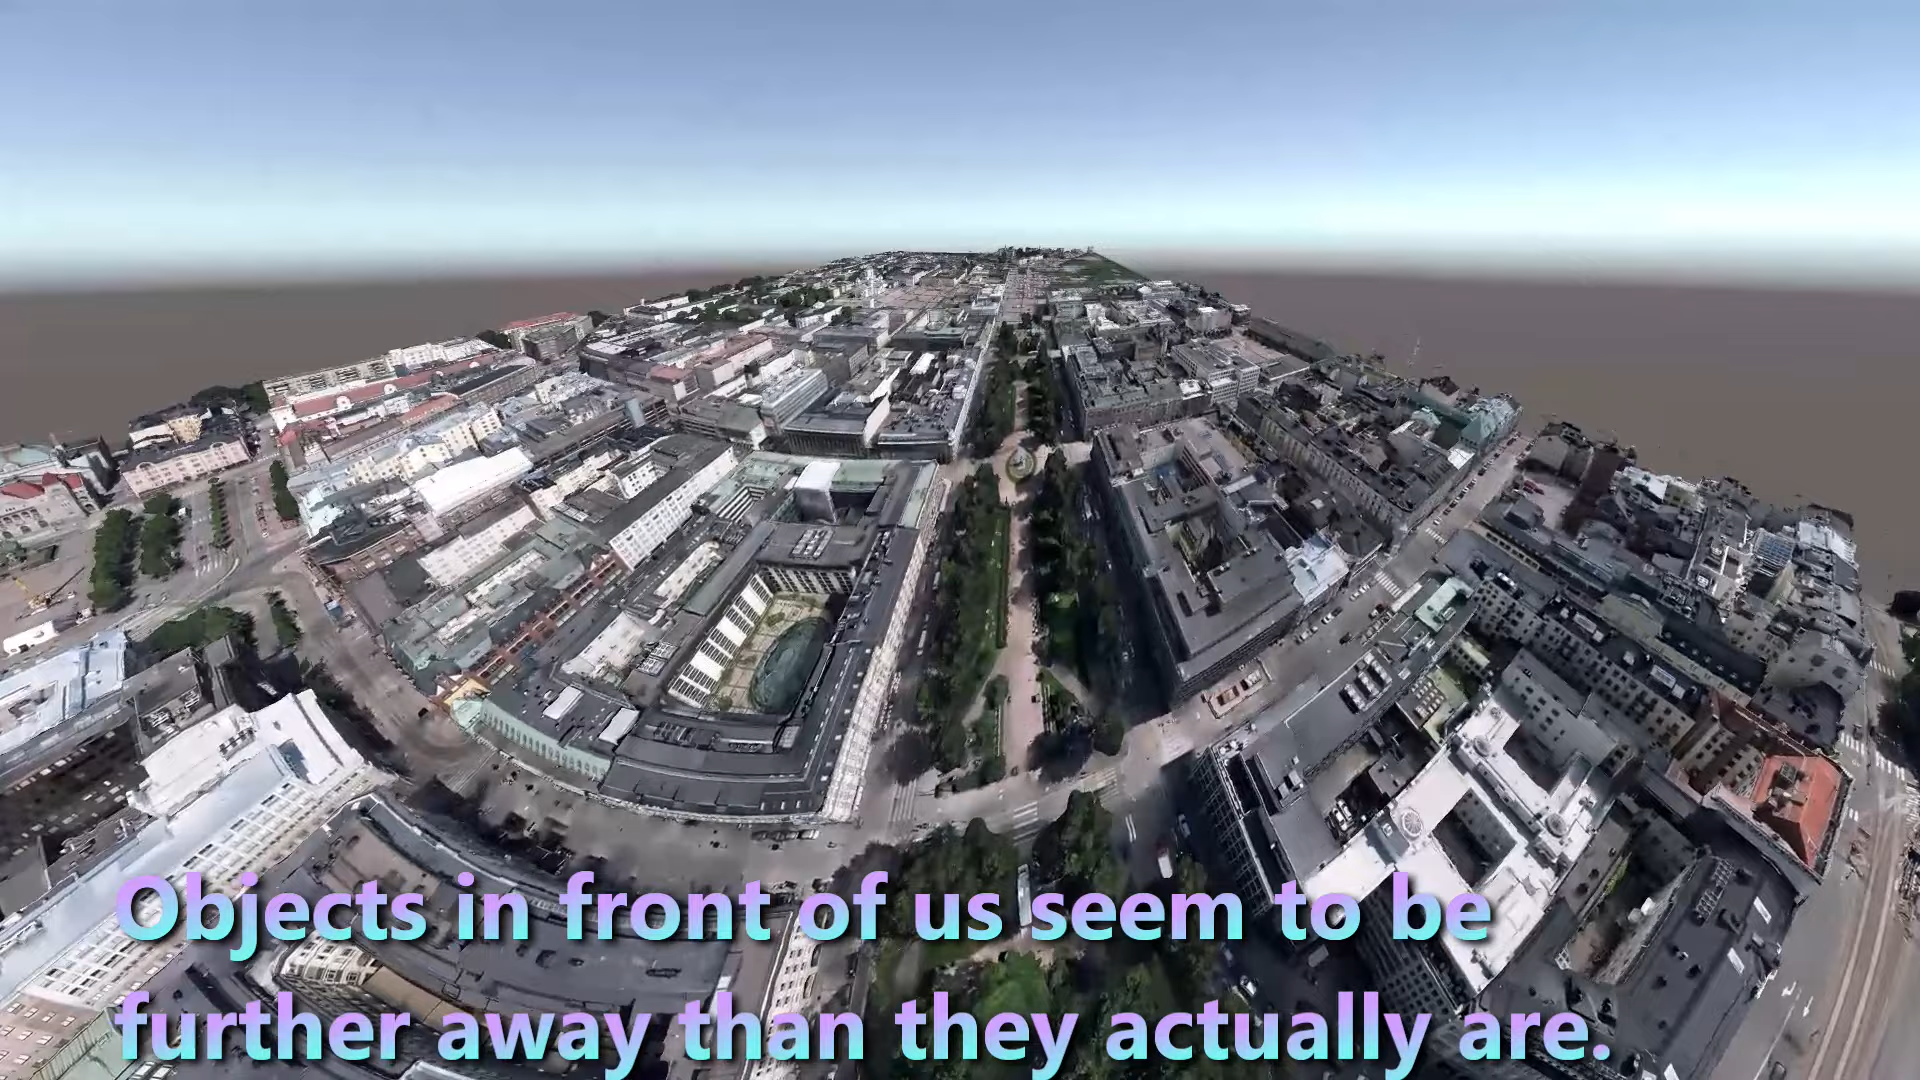 Objects in front of us seem to be
further away than they actually are.